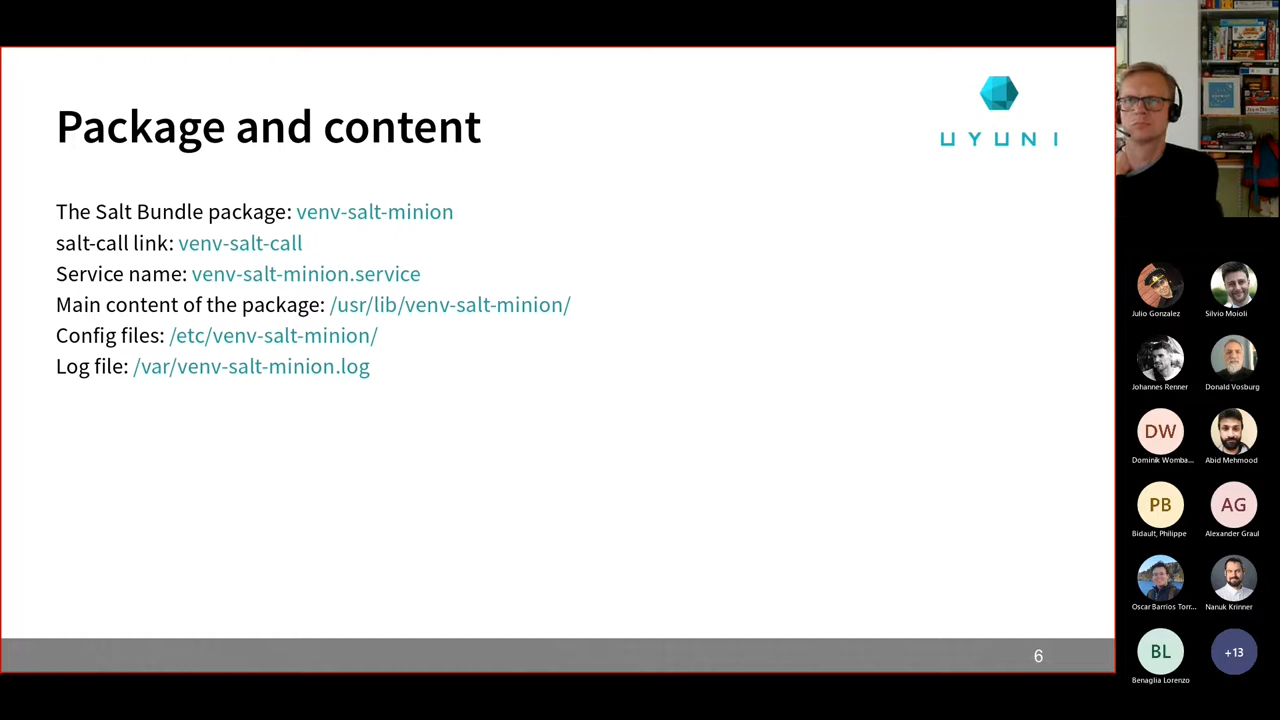 Package and content
UYUNI
The Salt Bundle package: venv-salt-minion
salt-call link: venv-salt-call
Service name: venv-salt-minion.service
Main content of the package: /usr/lib/venv-salt-minion/
Config files: /etc/venv-salt-minion/
Log file: /var/venv-salt-minion.log
6
Julio Gonzalez
Silvio Moioli
Johannes Renner
Donald Vosburg
DW
Dominik Womba...
Abid Mehmood
PB
AG
Bidault, Philippe
Alexander Graul
Oscar Barrios Torr...
Nanuk Krinner
BL
+13
Benaglia Lorenzo